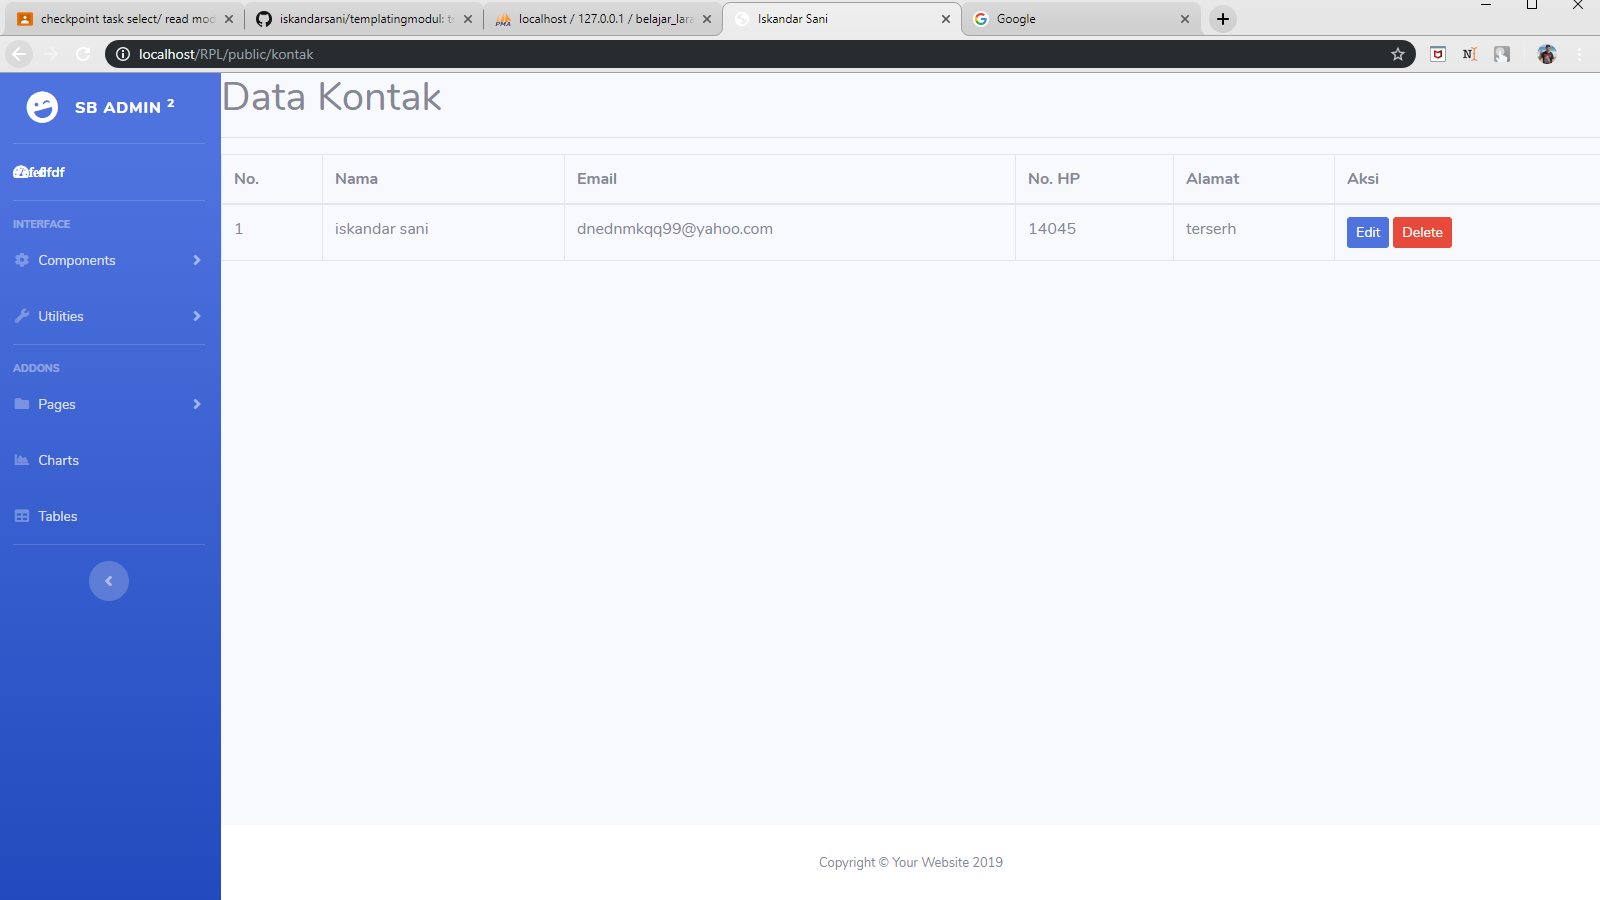 checkpoint task select/ read mod
iskandarsani/templatingmodul: t
localhost / 127.0.0.1 / belajar_lara
Iskandar Sani
Google
localhost/RPL/public/kontak
SB ADMIN 2
INTERFACE
Components
Utilities
ADDONS
Pages
Charts
Tables
Data Kontak
No. Nama Email No. HP Alamat Aksi
1 iskandar sani dnednmkqq99@yahoo.com 14045 terserh Edit Delete
Copyright © Your Website 2019